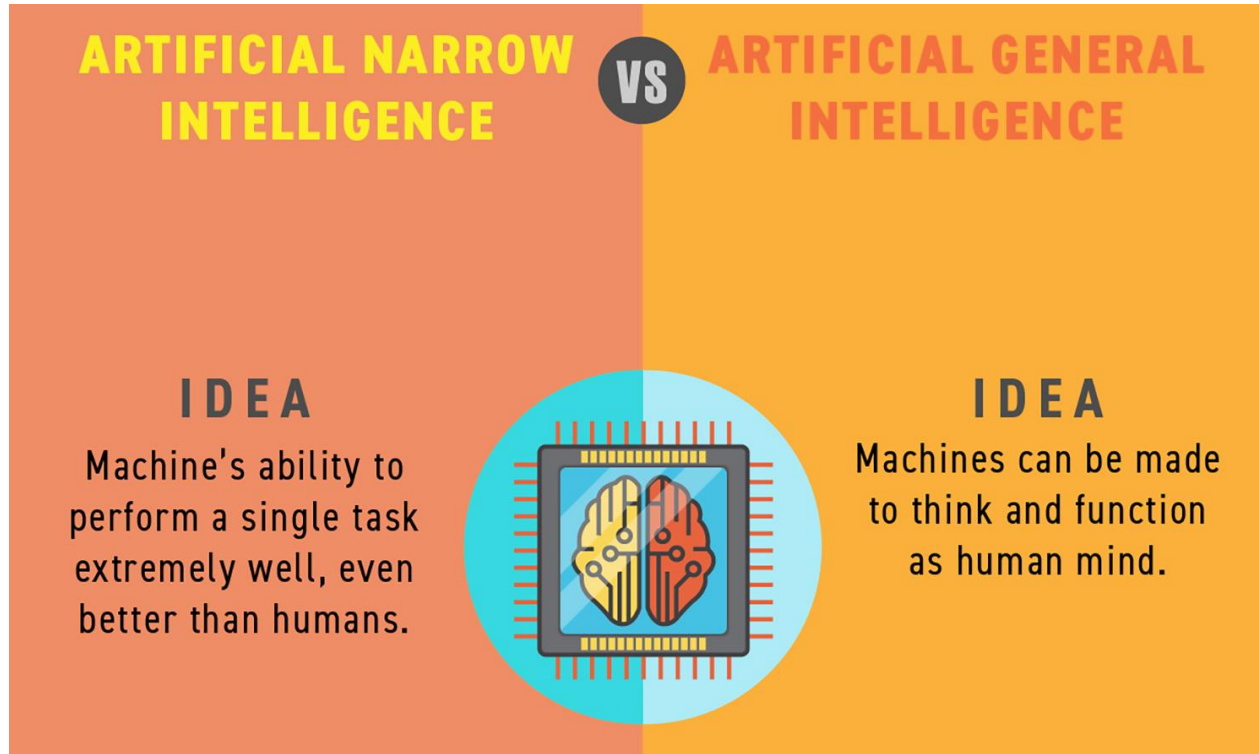 ARTIFICIAL NARROW
INTELLIGENCE
VS
ARTIFICIAL GENERAL
INTELLIGENCE
IDEA
Machine's ability to
perform a single task
extremely well, even
better than humans.
IDEA
Machines can be made
to think and function
as human mind.